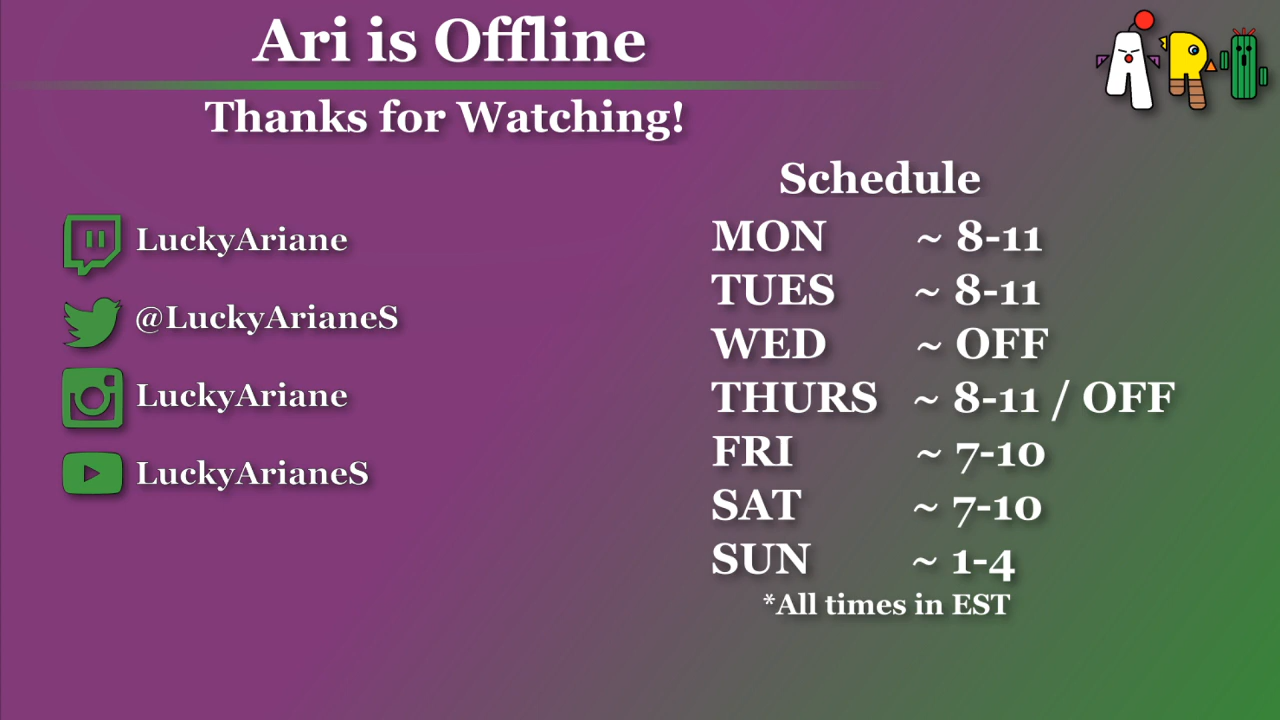 Ari is Offline
Thanks for Watching!
ARI
LuckyAriane
@LuckyArianeS
LuckyAriane
LuckyArianeS
Schedule
MON ~ 8-11
TUES ~ 8-11
WED ~ OFF
THURS ~ 8-11 / OFF
FRI ~ 7-10
SAT ~ 7-10
SUN ~ 1-4
*All times in EST